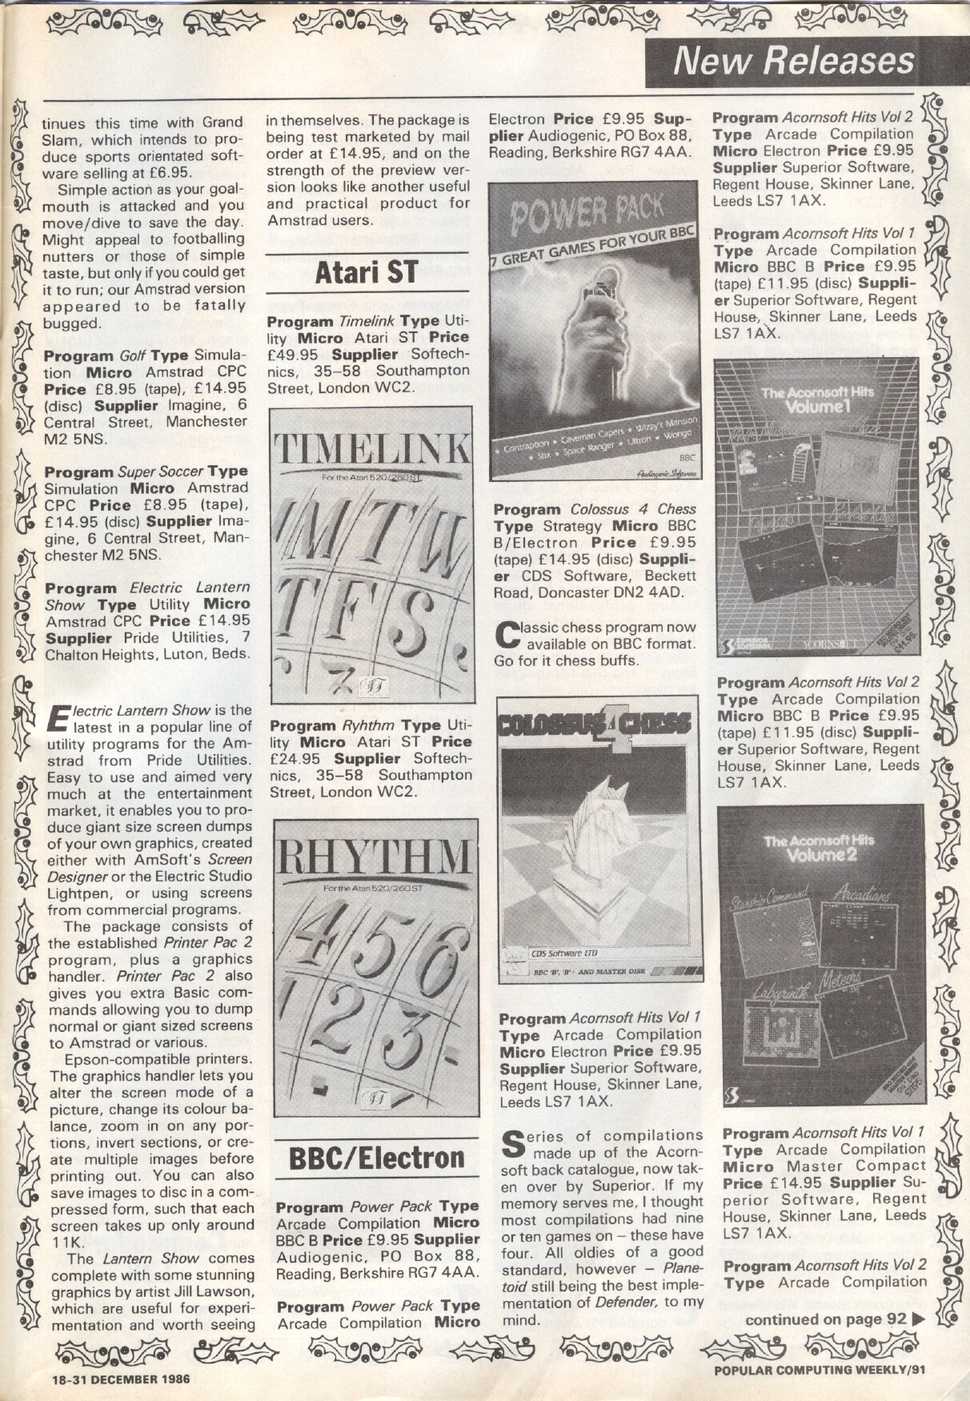 New Releases
tinues this time with Grand
Slam, which intends to pro-
duce sports orientated soft-
ware selling at £6.95.
Simple action as your goal-
mouth is attacked and you
move/dive to save the day.
Might appeal to footballing
nutters or those of simple
taste, but only if you could get
it to run; our Amstrad version
appeared to be fatally
bugged.
Program Golf Type Simula-
tion Micro Amstrad CPC
Price £8.95 (tape), £14.95
(disc) Supplier Imagine, 6
Central Street, Manchester
M2 5NS.
Program Super Soccer Type
Simulation Micro Amstrad
CPC Price £8.95 (tape),
£14.95 (disc) Supplier Ima-
gine, 6 Central Street, Man-
chester M2 5NS.
Program Electric Lantern
Show Type Utility Micro
Amstrad CPC Price £14.95
Supplier Pride Utilities, 7
Chalton Heights, Luton, Beds.
Electric Lantern Show is the
latest in a popular line of
utility programs for the Am-
strad from Pride Utilities.
Easy to use and aimed very
much at the entertainment
market, it enables you to pro-
duce giant size screen dumps
of your own graphics, created
either with AmSoft's Screen
Designer or the Electric Studio
Lightpen, or using screens
from commercial programs.
The package consists of
the established Printer Pac 2
program, plus a graphics
handler. Printer Pac 2 also
gives you extra Basic com-
mands allowing you to dump
normal or giant sized screens
to Amstrad or various.
Epson-compatible printers.
The graphics handler lets you
alter the screen mode of a
picture, change its colour ba-
lance, zoom in on any por-
tions, invert sections, or cre-
ate multiple images before
printing out. You can also
save images to disc in a com-
pressed form, such that each
screen takes up only around
11K.
The Lantern Show comes
complete with some stunning
graphics by artist Jill Lawson,
which are useful for experi-
mentation and worth seeing
in themselves. The package is
being test marketed by mail
order at £14.95, and on the
strength of the preview ver-
sion looks like another useful
and practical product for
Amstrad users.
Atari ST
Program Timelink Type Uti-
lity Micro Atari ST Price
£49.95 Supplier Softech-
nics, 35–58 Southampton
Street, London WC2.
TIMELINK
For the Atari 520/260 ST
M T W
T F S
3
Program Ryhthm Type Uti-
lity Micro Atari ST Price
£24.95 Supplier Softech-
nics, 35–58 Southampton
Street, London WC2.
RHYTHM
For the Atari 520/260 ST
4 5 6
2 3
BBC/Electron
Program Power Pack Type
Arcade Compilation Micro
BBC B Price £9.95 Supplier
Audiogenic, PO Box 88,
Reading, Berkshire RG7 4AA.
Program Power Pack Type
Arcade Compilation Micro
Electron Price £9.95 Sup-
plier Audiogenic, PO Box 88,
Reading, Berkshire RG7 4AA.
POWER PACK
7 GREAT GAMES FOR YOUR BBC
• Contraption • Caveman Capers • Wizzy's Mansion
• Stix • Space Ranger • Ultron • Wongo
BBC
Audiogenic Software
Program Colossus 4 Chess
Type Strategy Micro BBC
B/Electron Price £9.95
(tape) £14.95 (disc) Suppli-
er CDS Software, Beckett
Road, Doncaster DN2 4AD.
Classic chess program now
available on BBC format.
Go for it chess buffs.
COLOSSUS 4 CHESS
CDS Software LTD
BBC 'B', 'B'+ AND MASTER DISK
Program Acornsoft Hits Vol 1
Type Arcade Compilation
Micro Electron Price £9.95
Supplier Superior Software,
Regent House, Skinner Lane,
Leeds LS7 1AX.
Series of compilations
made up of the Acorn-
soft back catalogue, now tak-
en over by Superior. If my
memory serves me, I thought
most compilations had nine
or ten games on – these have
four. All oldies of a good
standard, however – Plane-
toid still being the best imple-
mentation of Defender, to my
mind.
Program Acornsoft Hits Vol 2
Type Arcade Compilation
Micro Electron Price £9.95
Supplier Superior Software,
Regent House, Skinner Lane,
Leeds LS7 1AX.
Program Acornsoft Hits Vol 1
Type Arcade Compilation
Micro BBC B Price £9.95
(tape) £11.95 (disc) Suppli-
er Superior Software, Regent
House, Skinner Lane, Leeds
LS7 1AX.
The Acornsoft Hits
Volume 1
SUPERIOR SOFTWARE
ACORNSOFT
Program Acornsoft Hits Vol 2
Type Arcade Compilation
Micro BBC B Price £9.95
(tape) £11.95 (disc) Suppli-
er Superior Software, Regent
House, Skinner Lane, Leeds
LS7 1AX.
The Acornsoft Hits
Volume 2
Starship Command
Arcadians
Labyrinth
Meteors
Program Acornsoft Hits Vol 1
Type Arcade Compilation
Micro Master Compact
Price £14.95 Supplier Su-
perior Software, Regent
House, Skinner Lane, Leeds
LS7 1AX.
Program Acornsoft Hits Vol 2
Type Arcade Compilation
continued on page 92
18-31 DECEMBER 1986
POPULAR COMPUTING WEEKLY/91